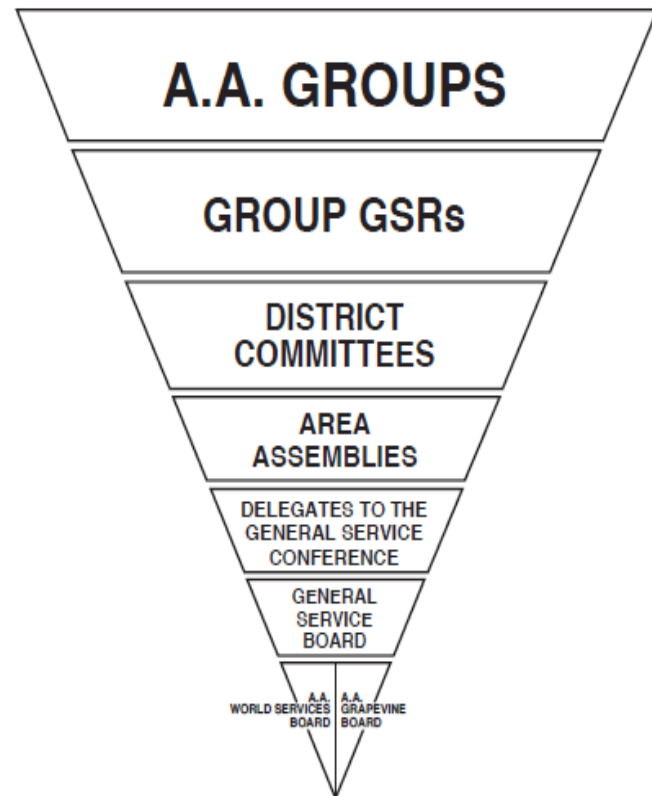 A.A. GROUPS
GROUP GSRs
DISTRICT
COMMITTEES
AREA
ASSEMBLIES
DELEGATES TO THE
GENERAL SERVICE
CONFERENCE
GENERAL
SERVICE
BOARD
A.A.
WORLD SERVICES
BOARD
A.A.
GRAPEVINE
BOARD